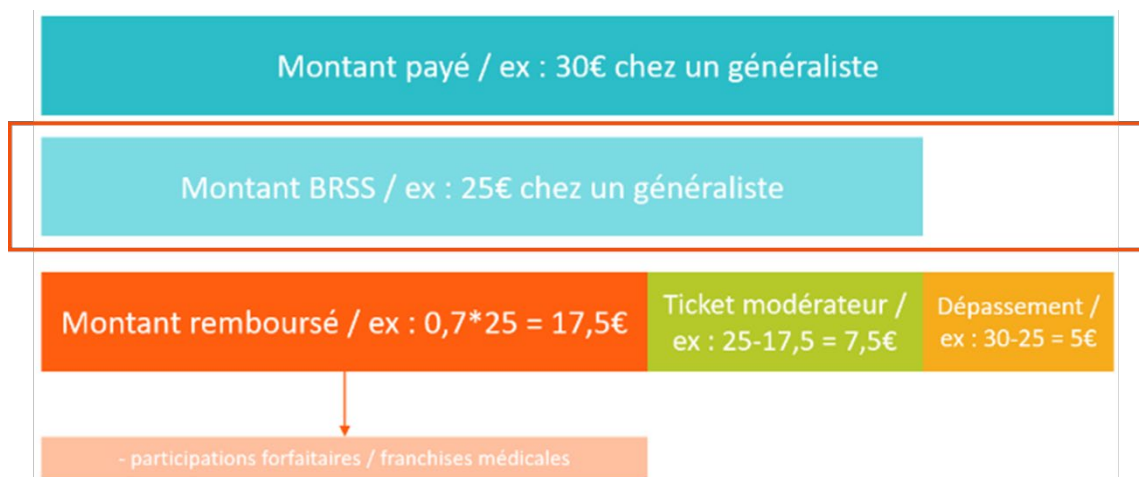 Montant payé / ex : 30€ chez un généraliste
Montant BRSS / ex : 25€ chez un généraliste
Montant remboursé / ex : 0,7*25 = 17,5€
Ticket modérateur /
ex : 25-17,5 = 7,5€
Dépassement /
ex : 30-25 = 5€
- participations forfaitaires / franchises médicales